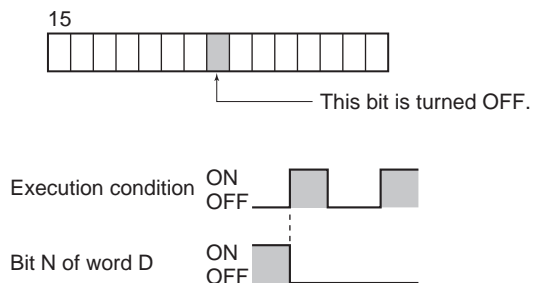 15
This bit is turned OFF.
Execution condition ON
OFF
Bit N of word D ON
OFF